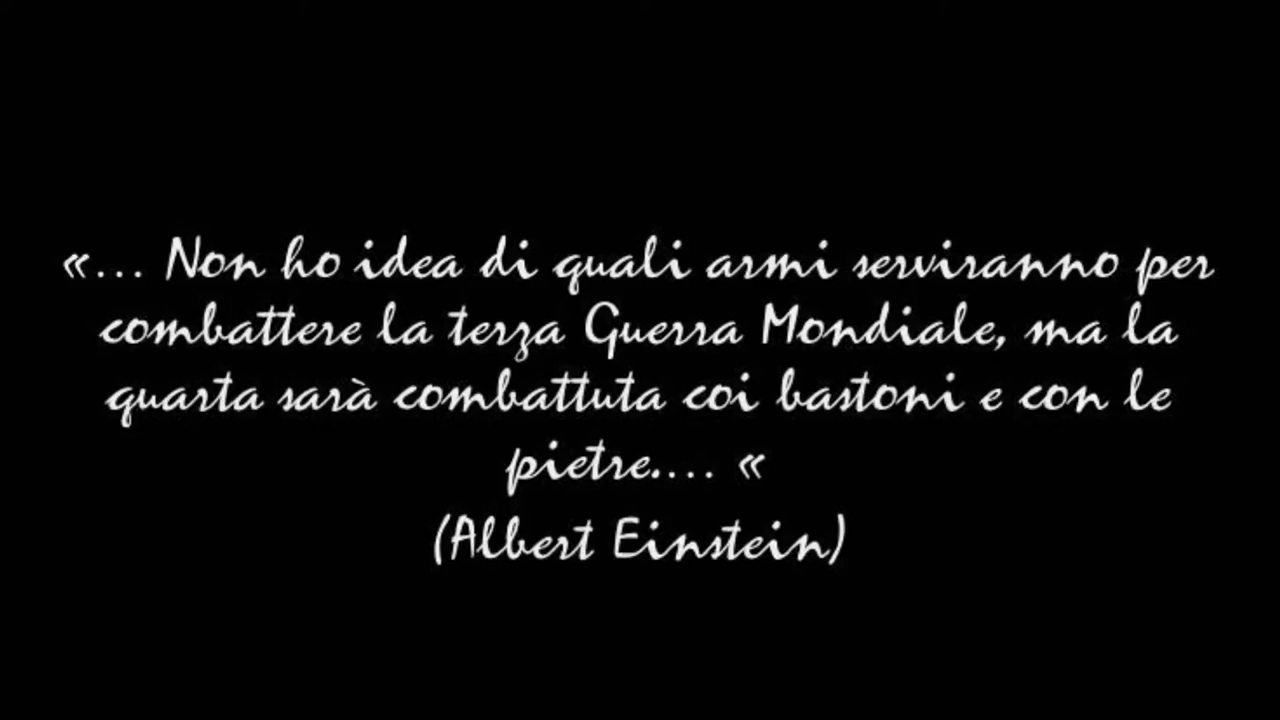 «... Non ho idea di quali armi serviranno per
combattere la terza Guerra Mondiale, ma la
quarta sarà combattuta coi bastoni e con le
pietre.... «
(Albert Einstein)